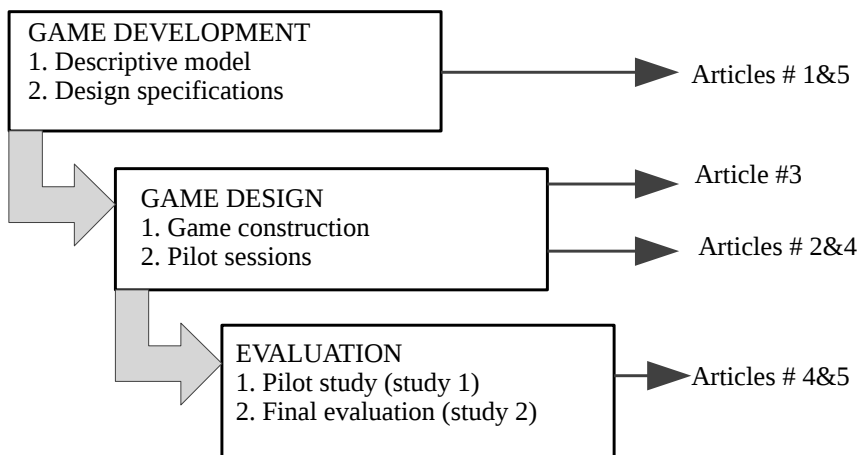 GAME DEVELOPMENT
1. Descriptive model
2. Design specifications
Articles # 1&5
GAME DESIGN
1. Game construction
2. Pilot sessions
Article #3
Articles # 2&4
EVALUATION
1. Pilot study (study 1)
2. Final evaluation (study 2)
Articles # 4&5